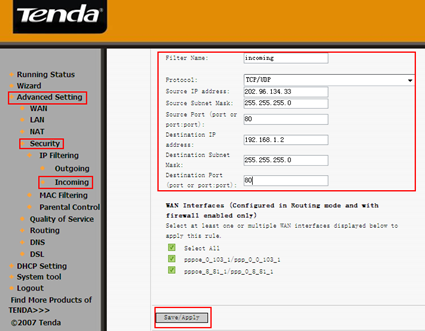 Tenda
Running Status
Wizard
Advanced Setting
WAN
LAN
NAT
Security
IP Filtering
Outgoing
Incoming
MAC Filtering
Parental Control
Quality of Service
Routing
DNS
DSL
DHCP Setting
System tool
Logout
Find More Products of
TENDA>>>
©2007 Tenda
Filter Name: incoming
Protocol: TCP/UDP
Source IP address: 202.96.134.33
Source Subnet Mask: 255.255.255.0
Source Port (port or port:port): 80
Destination IP address: 192.168.1.2
Destination Subnet Mask: 255.255.255.0
Destination Port (port or port:port): 80
WAN Interfaces (Configured in Routing mode and with
firewall enabled only)
Select at least one or multiple WAN interfaces displayed below to
apply this rule.
Select All
Save/Apply